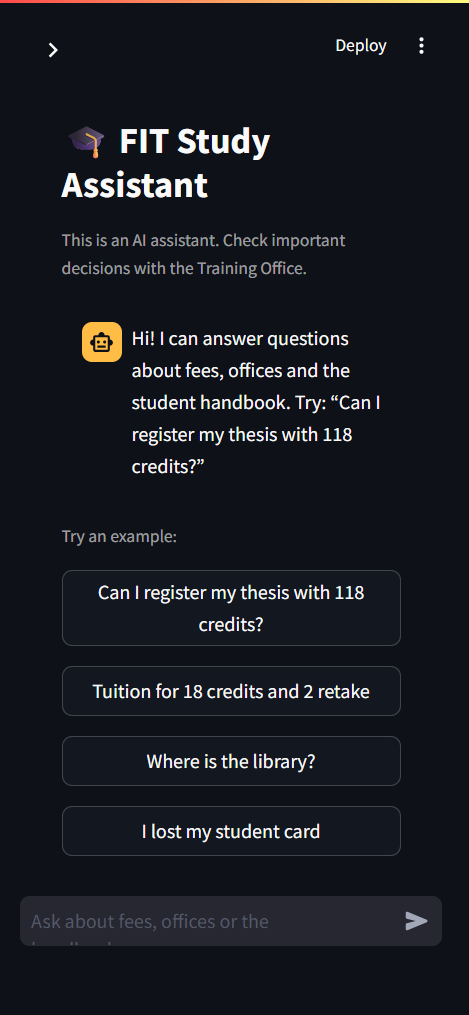 Deploy
FIT Study
Assistant
This is an AI assistant. Check important
decisions with the Training Office.
Hi! I can answer questions
about fees, offices and the
student handbook. Try: “Can I
register my thesis with 118
credits?”
Try an example:
Can I register my thesis with 118
credits?
Tuition for 18 credits and 2 retake
Where is the library?
I lost my student card
Ask about fees, offices or the